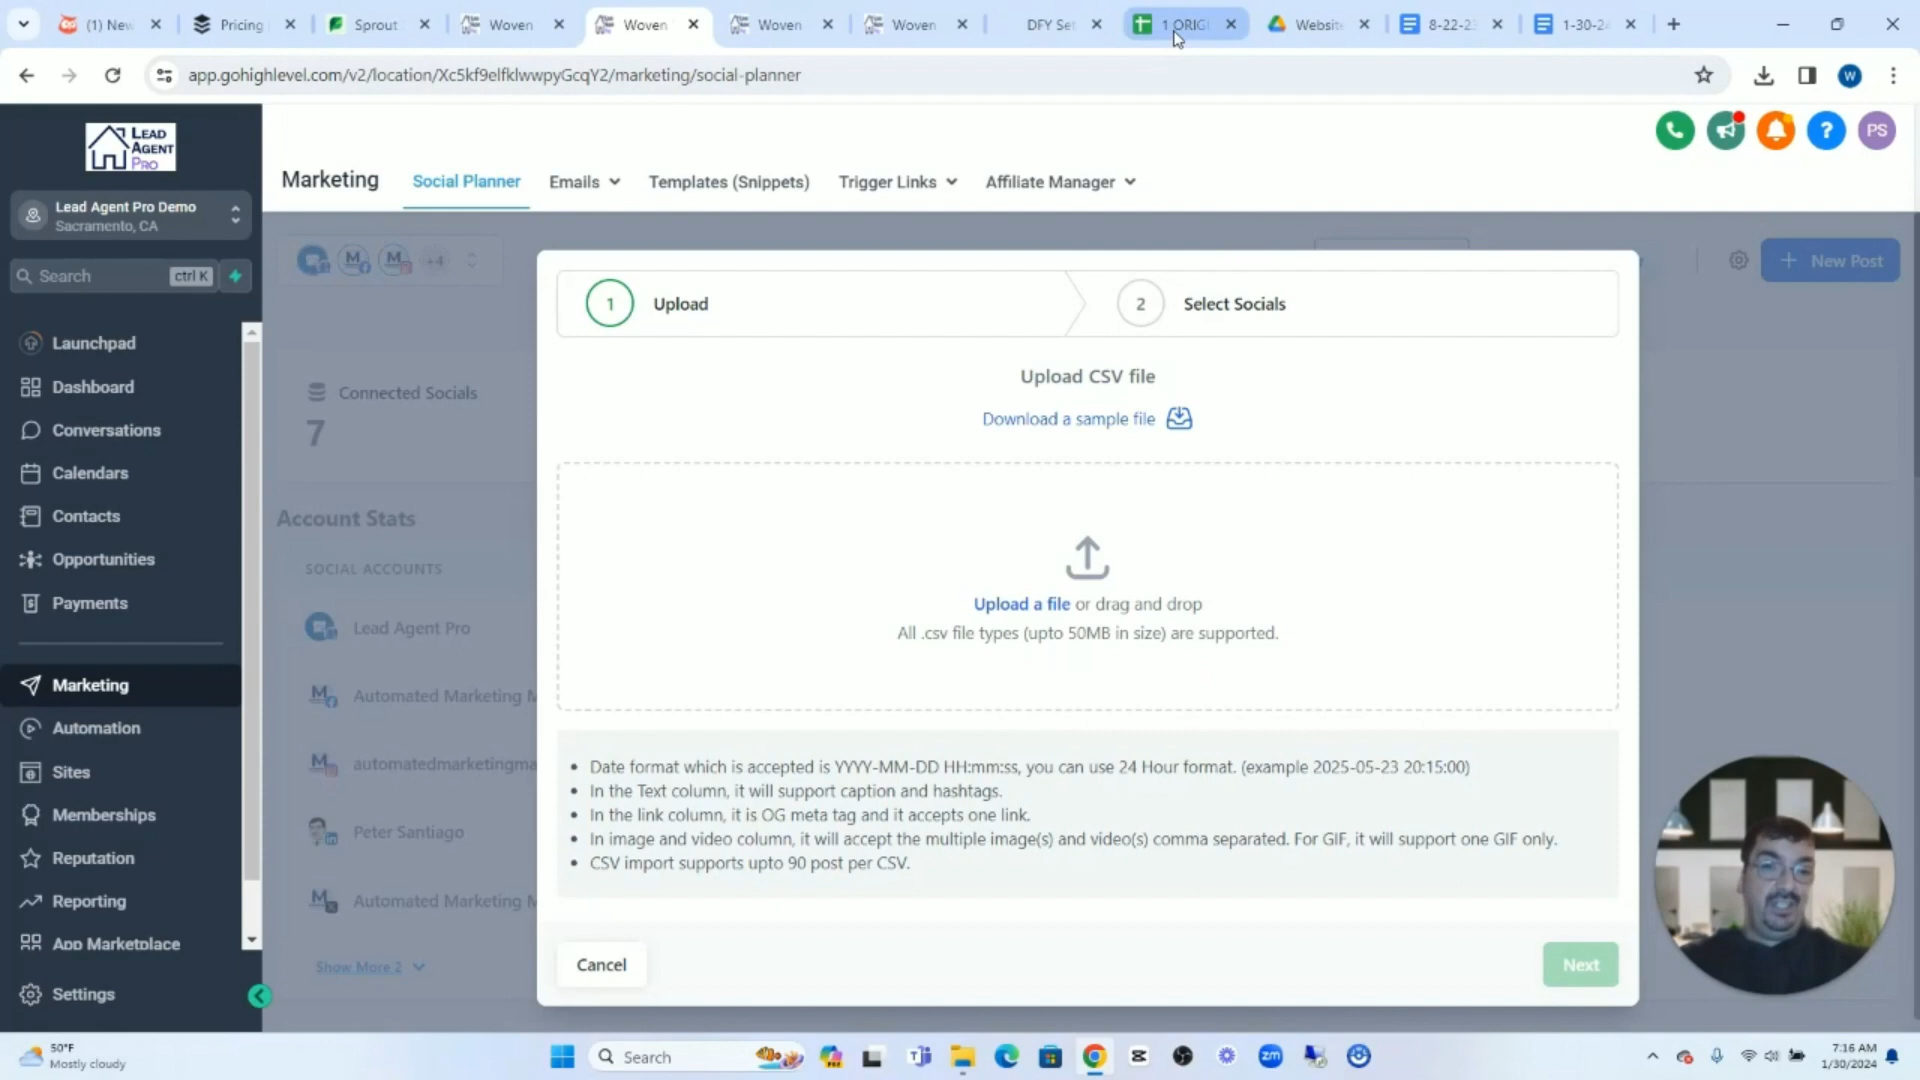 (1) New
Pricing
Sprout
Woven
Woven
Woven
Woven
DFY Set
1 ORIGI
Website
8-22-23
1-30-24
app.gohighlevel.com/v2/location/Xc5kf9elfklwwpyGcqY2/marketing/social-planner
W
LEAD
AGENT
PRO
Marketing
Social Planner
Emails
Templates (Snippets)
Trigger Links
Affiliate Manager
PS
Lead Agent Pro Demo
Sacramento, CA
Search
ctrl K
+4
New Post
1
Upload
2
Select Socials
Launchpad
Dashboard
Conversations
Calendars
Contacts
Opportunities
Payments
Marketing
Automation
Sites
Memberships
Reputation
Reporting
App Marketplace
Settings
Connected Socials
7
Account Stats
SOCIAL ACCOUNTS
Lead Agent Pro
Automated Marketing M
automatedmarketingma
Peter Santiago
Automated Marketing M
Show More 2
Upload CSV file
Download a sample file
Upload a file or drag and drop
All .csv file types (upto 50MB in size) are supported.
• Date format which is accepted is YYYY-MM-DD HH:mm:ss, you can use 24 Hour format. (example 2025-05-23 20:15:00)
• In the Text column, it will support caption and hashtags.
• In the link column, it is OG meta tag and it accepts one link.
• In image and video column, it will accept the multiple image(s) and video(s) comma separated. For GIF, it will support one GIF only.
• CSV import supports upto 90 post per CSV.
Cancel
Next
50°F
Mostly cloudy
Search
zm
7:16 AM
1/30/2024